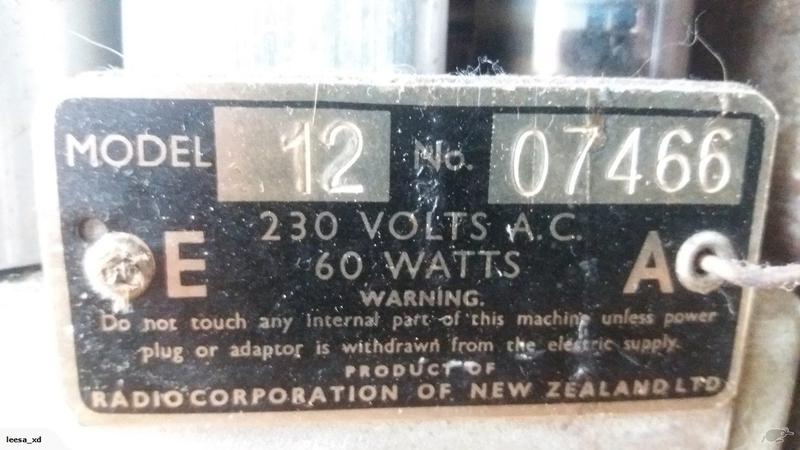 MODEL 12 No. 07466
230 VOLTS A.C.
60 WATTS
E A
WARNING.
Do not touch any internal part of this machine unless power
plug or adaptor is withdrawn from the electric supply.
PRODUCT OF
RADIO CORPORATION OF NEW ZEALAND LTD
leesa_xd